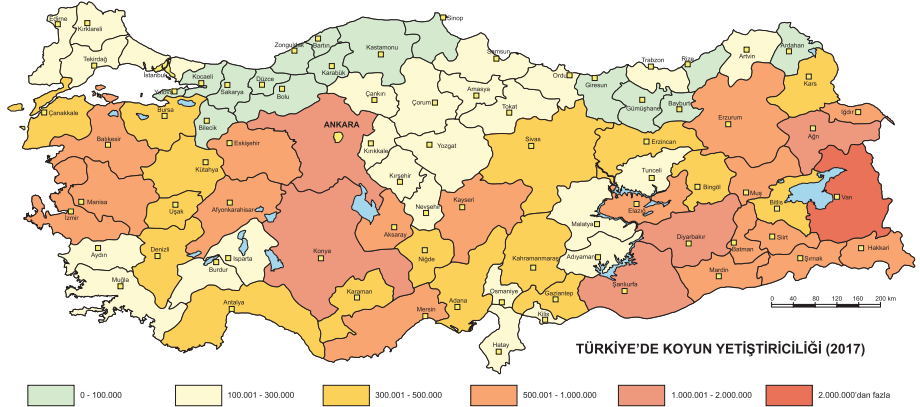 Edirne
Kırklareli
Tekirdağ
İstanbul
Yalova
Kocaeli
Sakarya
Düzce
Bolu
Zonguldak
Bartın
Karabük
Kastamonu
Sinop
Samsun
Ordu
Giresun
Trabzon
Rize
Artvin
Ardahan
Kars
Iğdır
Ağrı
Erzurum
Bayburt
Gümüşhane
Çankırı
Çorum
Amasya
Tokat
Çanakkale
Bursa
Bilecik
Balıkesir
Kütahya
Eskişehir
ANKARA
Kırıkkale
Yozgat
Sivas
Erzincan
Tunceli
Bingöl
Muş
Van
Bitlis
Manisa
İzmir
Uşak
Afyonkarahisar
Kırşehir
Nevşehir
Kayseri
Aksaray
Malatya
Elazığ
Diyarbakır
Batman
Siirt
Hakkari
Şırnak
Mardin
Aydın
Denizli
Muğla
Burdur
Isparta
Konya
Niğde
Kahramanmaraş
Adıyaman
Şanlıurfa
Antalya
Karaman
Mersin
Adana
Osmaniye
Gaziantep
Kilis
Hatay
0 40 80 120 160 200 km
TÜRKİYE'DE KOYUN YETİŞTİRİCİLİĞİ (2017)
0 - 100.000
100.001 - 300.000
300.001 - 500.000
500.001 - 1.000.000
1.000.001 - 2.000.000
2.000.000'dan fazla